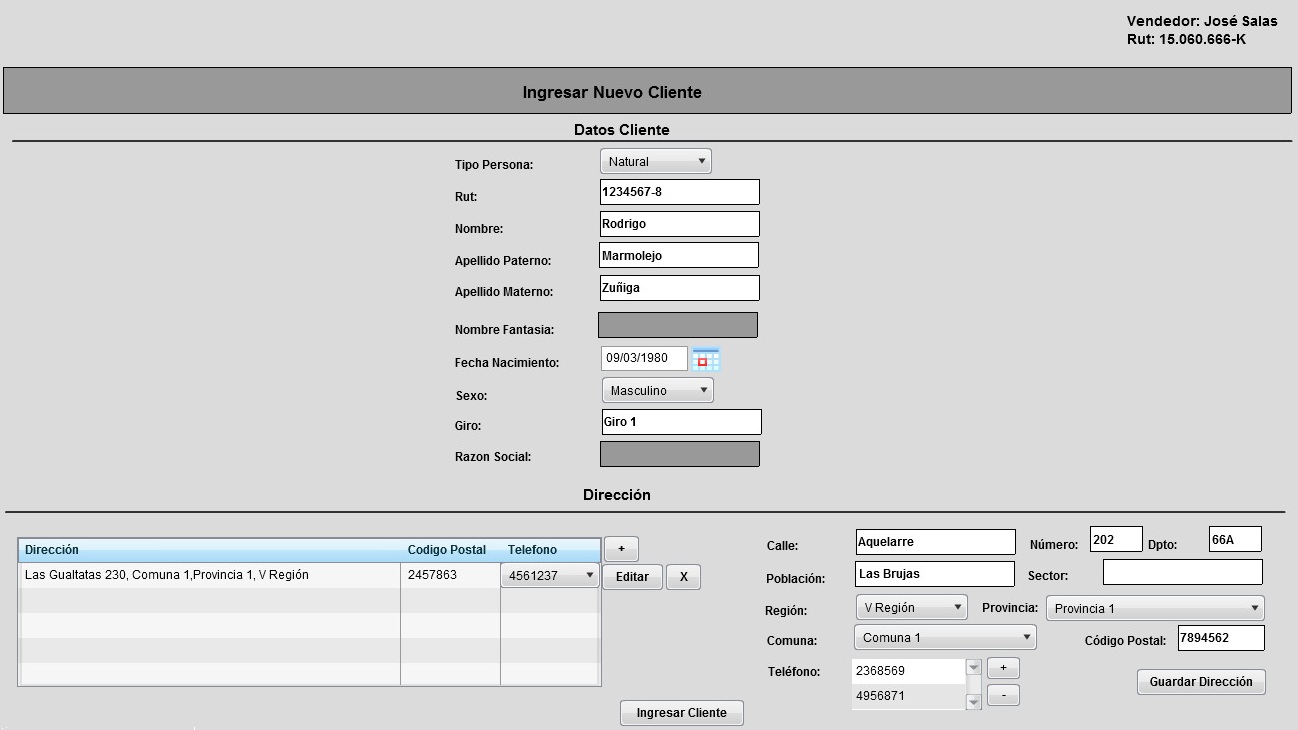 Vendedor: José Salas
Rut: 15.060.666-K
Ingresar Nuevo Cliente
Datos Cliente
Tipo Persona: Natural
Rut: 1234567-8
Nombre: Rodrigo
Apellido Paterno: Marmolejo
Apellido Materno: Zuñiga
Nombre Fantasia:
Fecha Nacimiento: 09/03/1980
Sexo: Masculino
Giro: Giro 1
Razon Social:
Dirección
Dirección Codigo Postal Telefono +
Las Gualtatas 230, Comuna 1,Provincia 1, V Región 2457863 4561237 Editar X
Calle: Aquelarre Número: 202 Dpto: 66A
Población: Las Brujas Sector:
Región: V Región Provincia: Provincia 1
Comuna: Comuna 1 Código Postal: 7894562
Teléfono: 2368569 +
4956871 -
Guardar Dirección
Ingresar Cliente